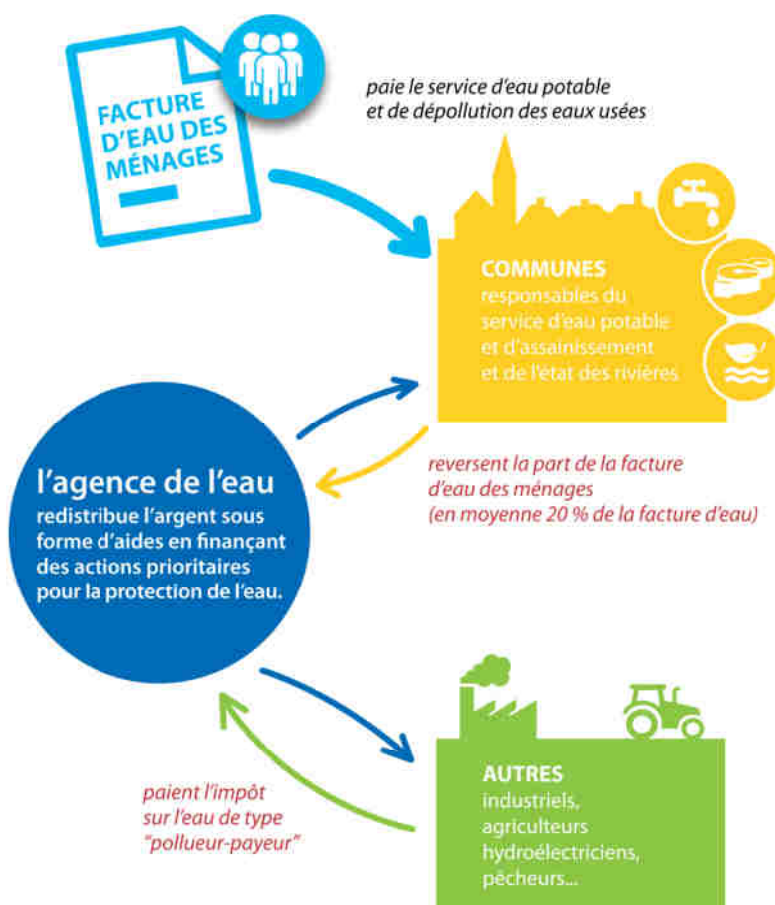 FACTURE
D'EAU DES
MÉNAGES
paie le service d'eau potable
et de dépollution des eaux usées
COMMUNES
responsables du
service d'eau potable
et d'assainissement
et de l'état des rivières
reversent la part de la facture
d'eau des ménages
(en moyenne 20 % de la facture d'eau)
l'agence de l'eau
redistribue l'argent sous
forme d'aides en finançant
des actions prioritaires
pour la protection de l'eau.
paient l'impôt
sur l'eau de type
"pollueur-payeur"
AUTRES
industriels,
agriculteurs
hydroélectriciens,
pêcheurs...